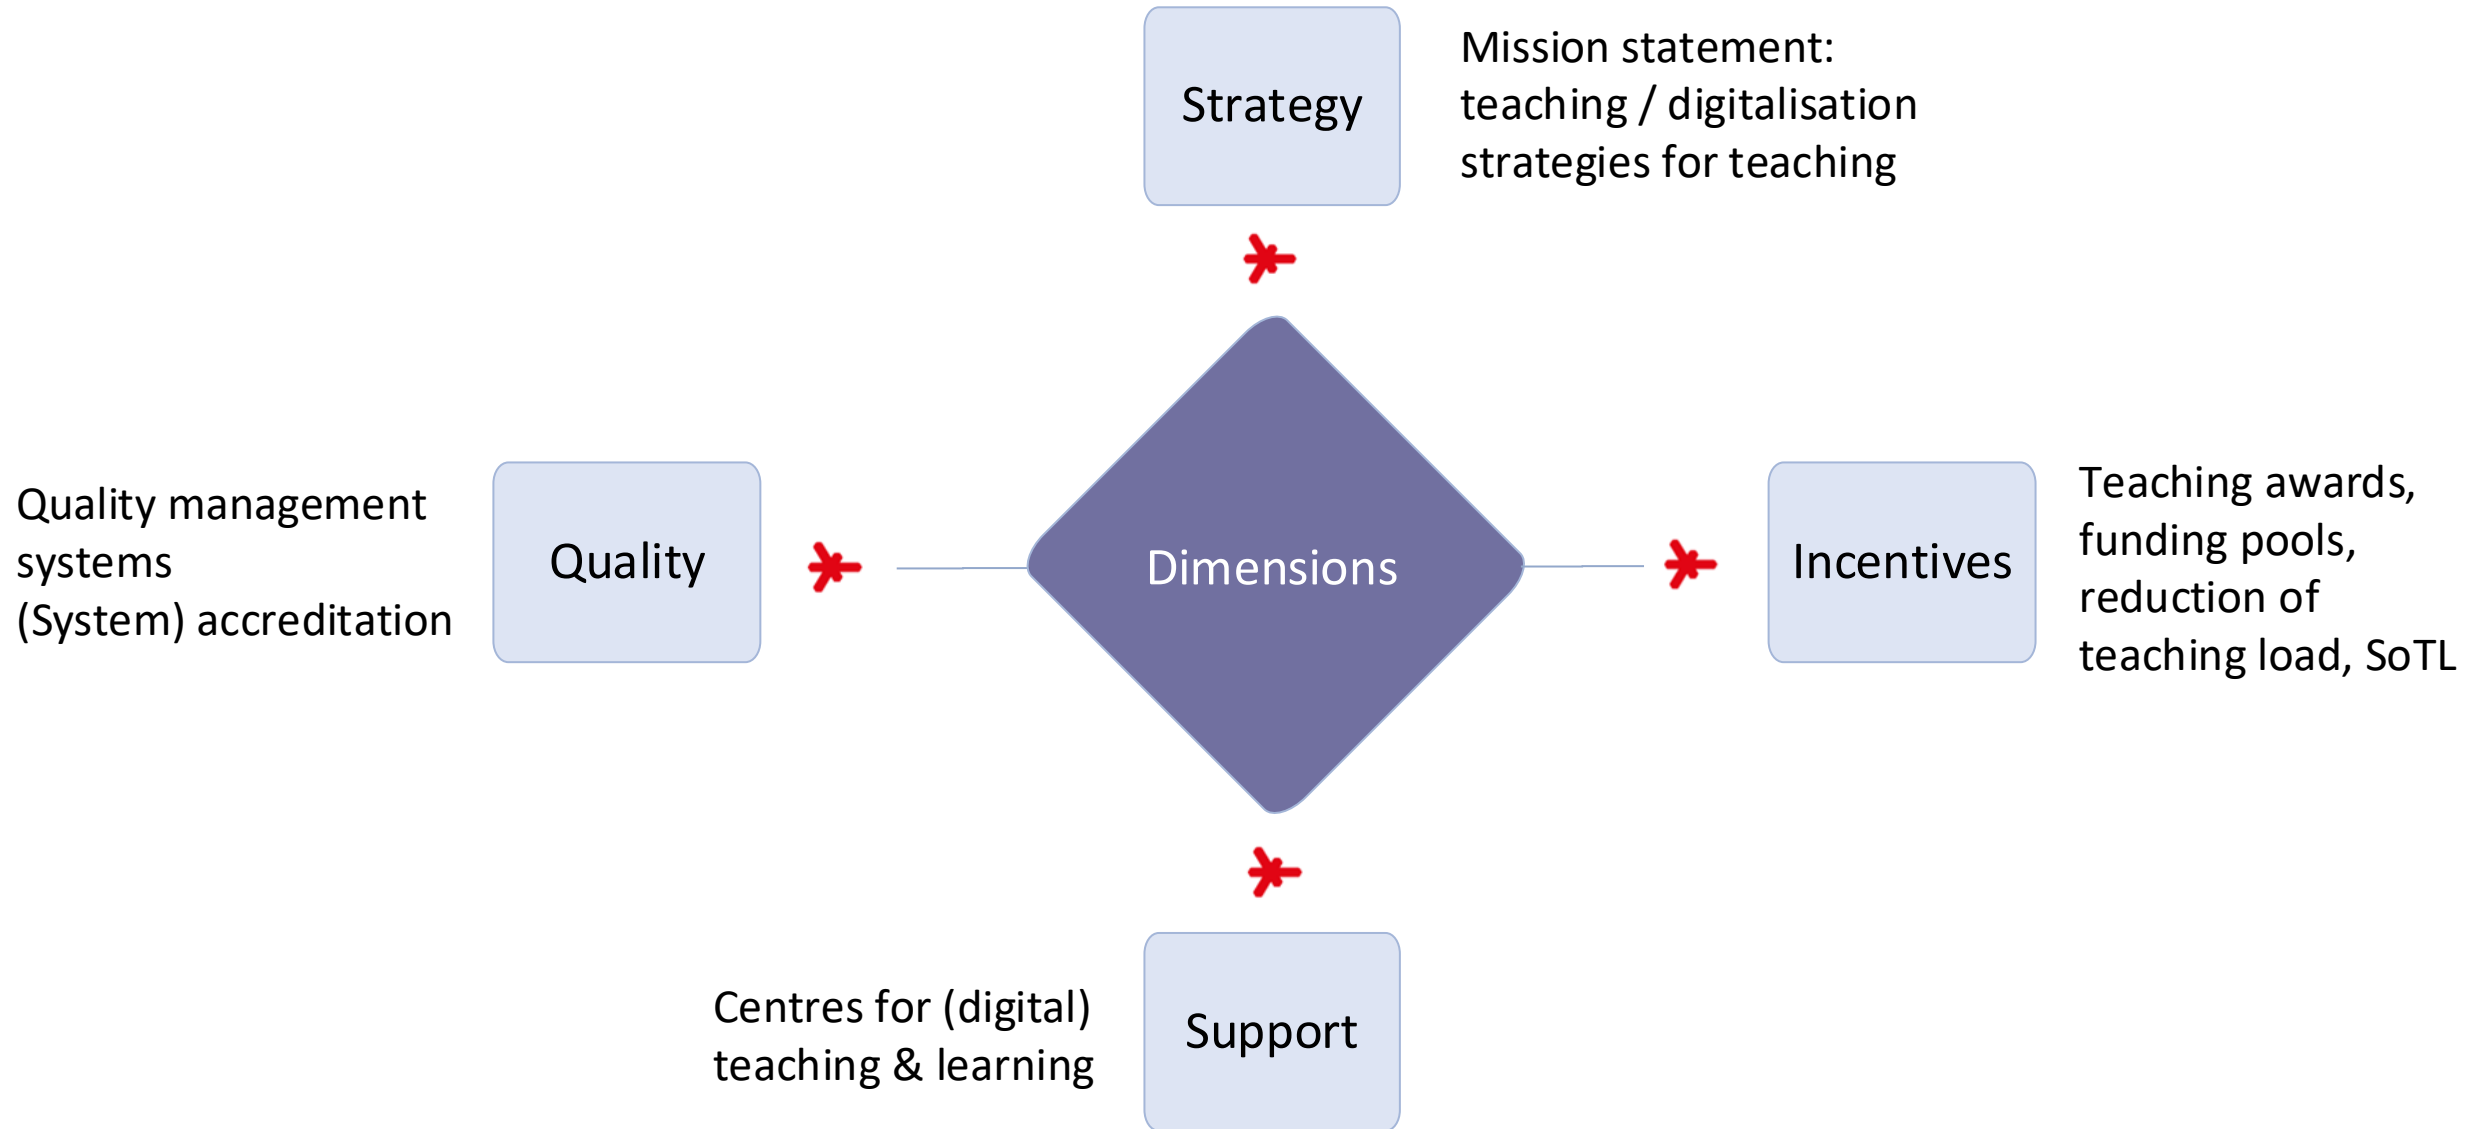 Strategy
Mission statement:
teaching / digitalisation
strategies for teaching
Quality management
systems
(System) accreditation
Quality
Dimensions
Incentives
Teaching awards,
funding pools,
reduction of
teaching load, SoTL
Centres for (digital)
teaching & learning
Support